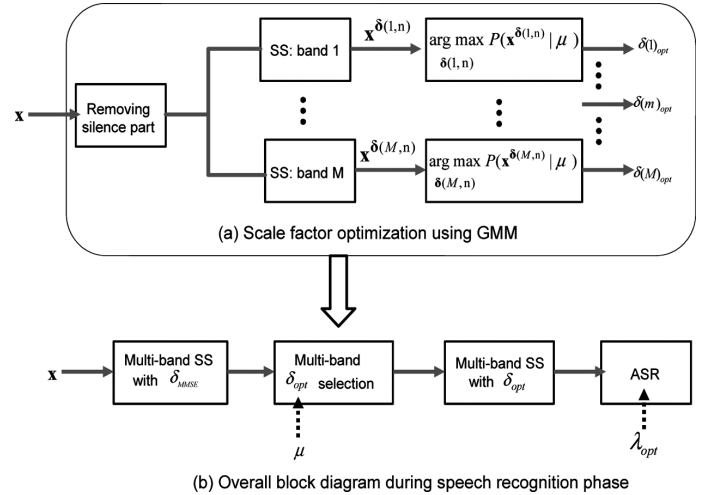 SS: band 1
x^δ(1,n)
arg max P(x^δ(1,n) | μ )
δ(1,n)
δ(1)_opt
x
Removing
silence part
δ(m)_opt
SS: band M
x^δ(M,n)
arg max P(x^δ(M,n) | μ )
δ(M,n)
δ(M)_opt
(a) Scale factor optimization using GMM
x
Multi-band SS
with δ_MMSE
Multi-band
δ_opt selection
Multi-band SS
with δ_opt
ASR
μ
λ_opt
(b) Overall block diagram during speech recognition phase